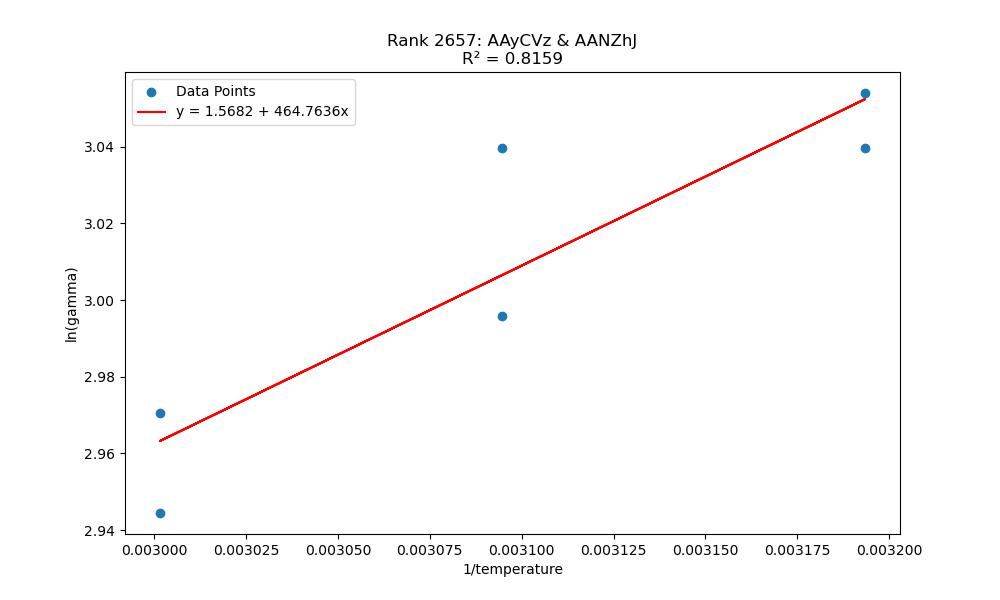 Rank 2657: AAyCVz & AANZhJ
R² = 0.8159
Data Points
y = 1.5682 + 464.7636x
3.04
3.02
3.00
2.98
2.96
2.94
ln(gamma)
0.003000 0.003025 0.003050 0.003075 0.003100 0.003125 0.003150 0.003175 0.003200
1/temperature